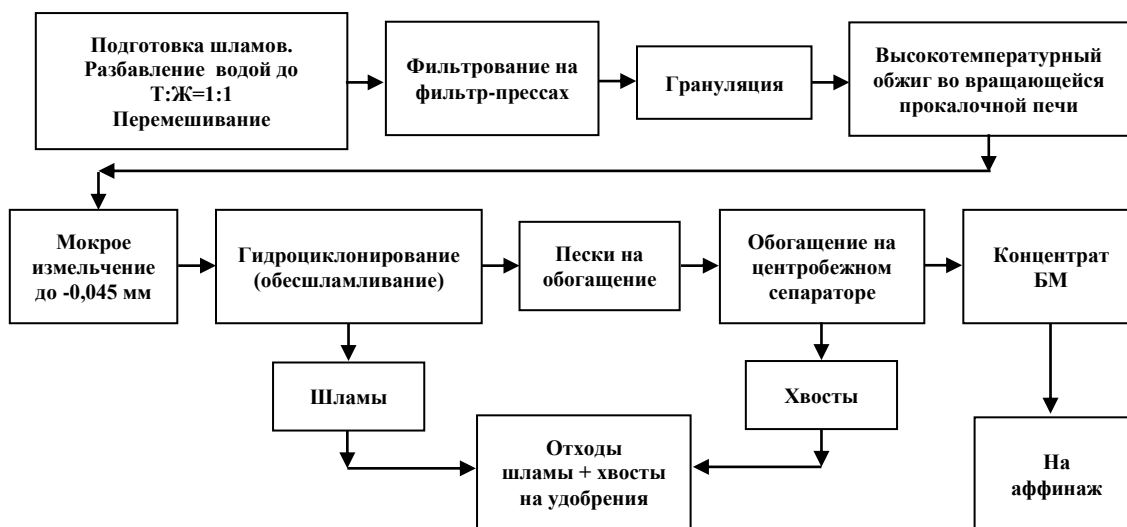 Подготовка шламов.
Разбавление водой до
Т:Ж=1:1
Перемешивание
Фильтрование на
фильтр-прессах
Грануляция
Высокотемпературный
обжиг во вращающейся
прокалочной печи
Мокрое
измельчение
до -0,045 мм
Гидроциклонирование
(обесшламливание)
Пески на
обогащение
Обогащение на
центробежном
сепараторе
Концентрат
БМ
Шламы
Хвосты
Отходы
шламы + хвосты
на удобрения
На
аффинаж